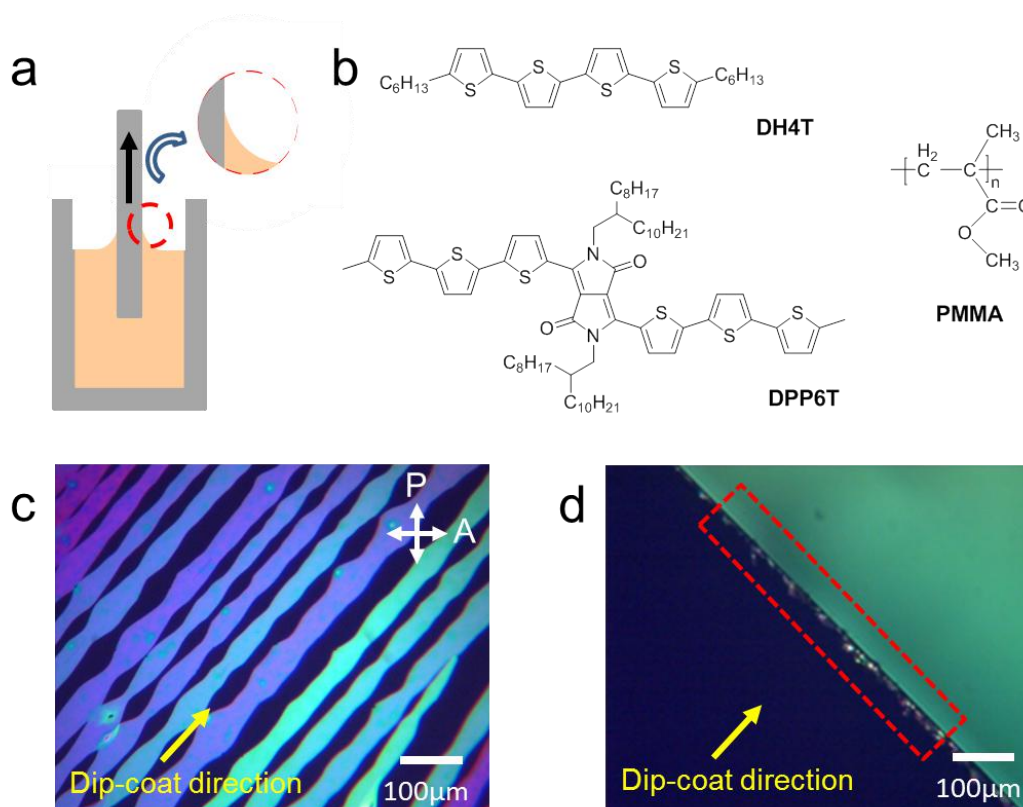 a
b
C₆H₁₃
S
S
S
S
C₆H₁₃
DH4T
CH₃
H₂
C
C
n
C=O
O
CH₃
PMMA
C₈H₁₇
C₁₀H₂₁
S
S
S
N
O
O
N
S
S
S
C₈H₁₇
C₁₀H₂₁
DPP6T
c
P
A
Dip-coat direction
100μm
d
Dip-coat direction
100μm